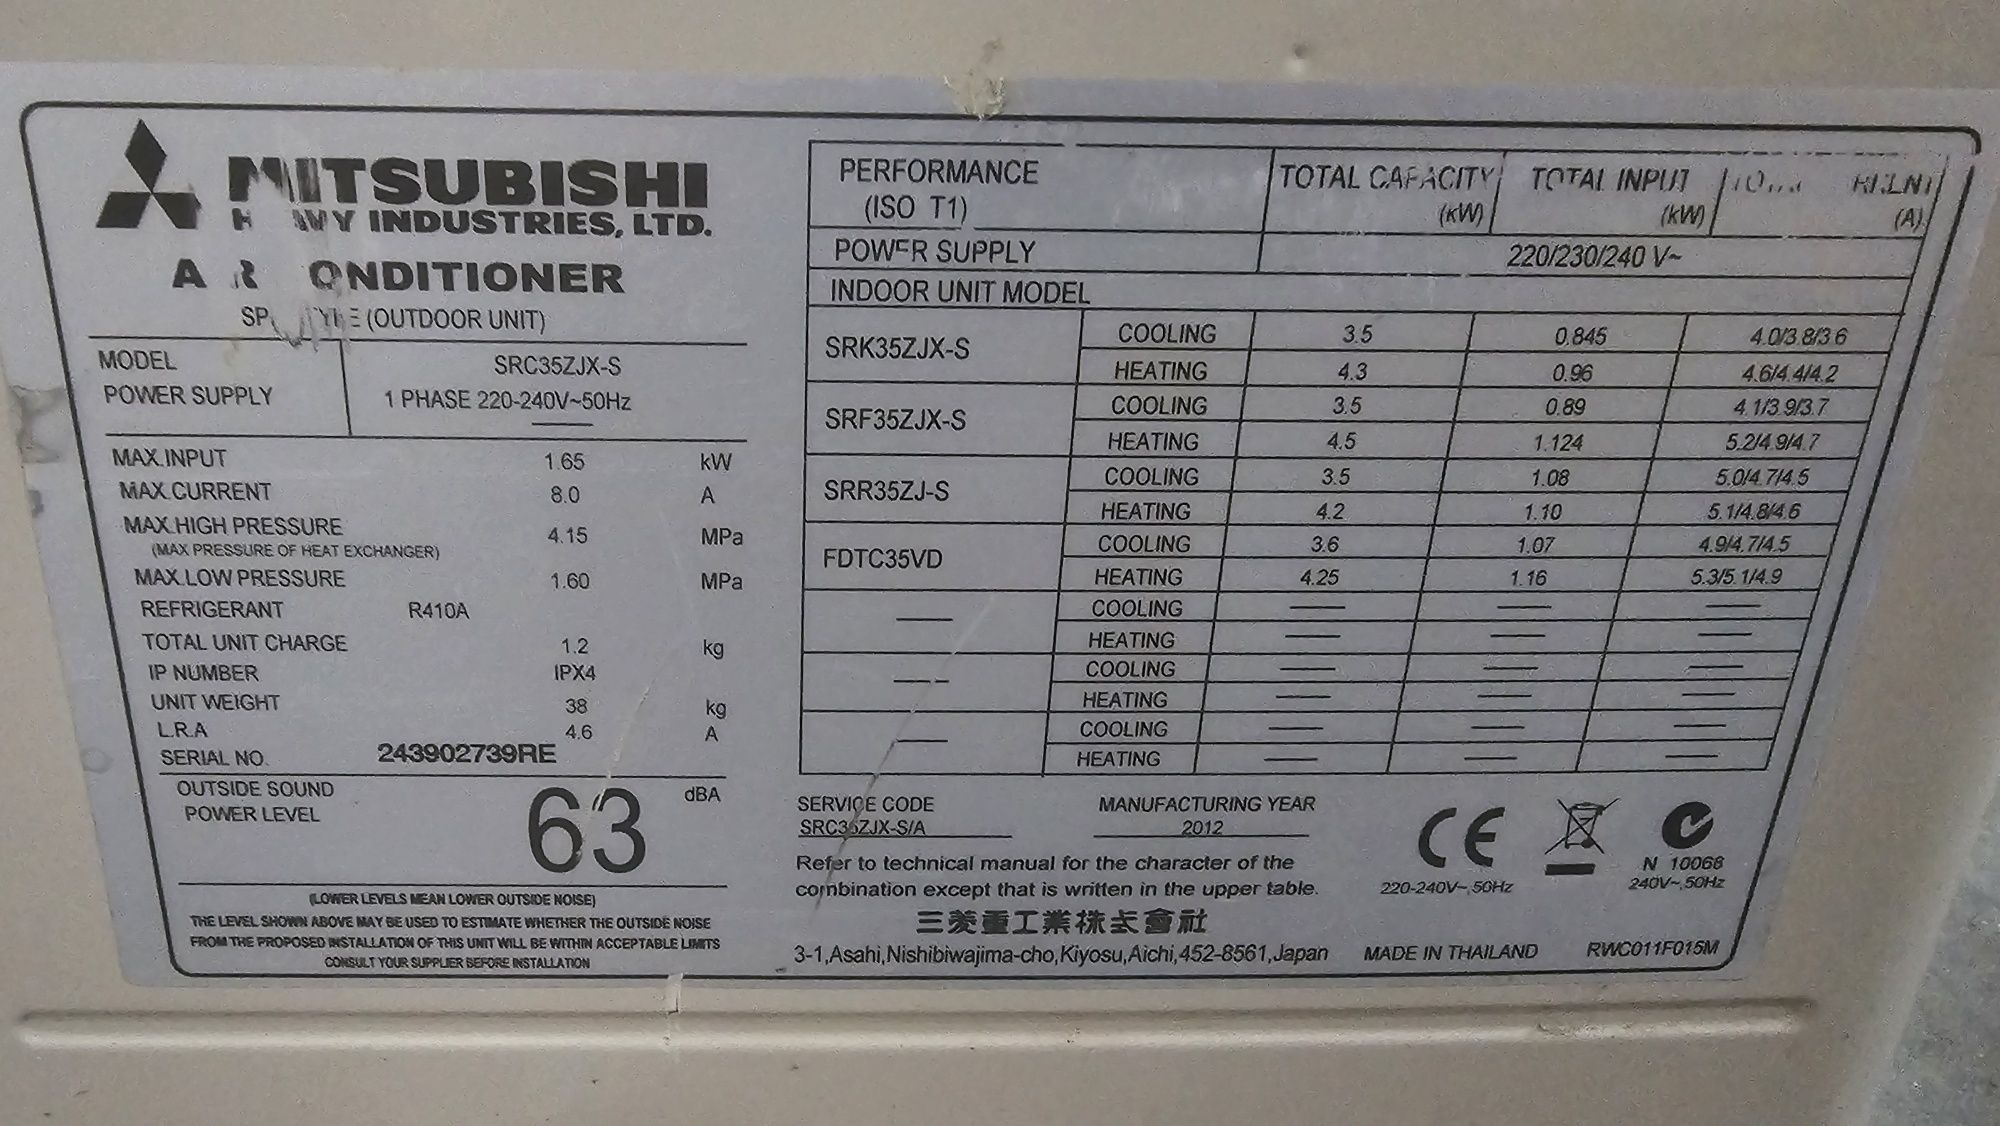 MITSUBISHI
INDUSTRIES, LTD.
(OUTDOOR UNIT)
MODEL SRC35ZJX-S
POWER SUPPLY 1 PHASE 220-240V~50Hz
MAX.INPUT 1.65 kW
MAX.CURRENT 8.0 A
MAX.HIGH PRESSURE 4.15 MPa
(MAX PRESSURE OF HEAT EXCHANGER)
MAX.LOW PRESSURE 1.60 MPa
REFRIGERANT R410A
TOTAL UNIT CHARGE 1.2 kg
IP NUMBER IPX4
UNIT WEIGHT 38 kg
L.R.A 4.6 A
SERIAL NO. 243902739RE
OUTSIDE SOUND
POWER LEVEL 63 dBA
(LOWER LEVELS MEAN LOWER OUTSIDE NOISE)
THE LEVEL SHOWN ABOVE MAY BE USED TO ESTIMATE WHETHER THE OUTSIDE NOISE
FROM THE PROPOSED INSTALLATION OF THIS UNIT WILL BE WITHIN ACCEPTABLE LIMITS
CONSULT YOUR SUPPLIER BEFORE INSTALLATION
PERFORMANCE TOTAL CAPACITY TOTAL INPUT
(ISO T1) (kW) (kW) (A)
POWER SUPPLY 220/230/240 V~
INDOOR UNIT MODEL
SRK35ZJX-S COOLING 3.5 0.845 4.0/3.8/3.6
HEATING 4.3 0.96 4.6/4.4/4.2
SRF35ZJX-S COOLING 3.5 0.89 4.1/3.9/3.7
HEATING 4.5 1.124 5.2/4.9/4.7
SRR35ZJ-S COOLING 3.5 1.08 5.0/4.7/4.5
HEATING 4.2 1.10 5.1/4.8/4.6
FDTC35VD COOLING 3.6 1.07 4.9/4.7/4.5
HEATING 4.25 1.16 5.3/5.1/4.9
— COOLING — — —
HEATING — — —
— COOLING — — —
HEATING — — —
— COOLING — — —
HEATING — — —
SERVICE CODE MANUFACTURING YEAR
SRC35ZJX-S/A 2012
Refer to technical manual for the character of the
combination except that is written in the upper table.
CE
220-240V~,50Hz
N 10068
240V~,50Hz
三菱重工業株式會社
3-1,Asahi,Nishibiwajima-cho,Kiyosu,Aichi,452-8561,Japan MADE IN THAILAND RWC011F015M